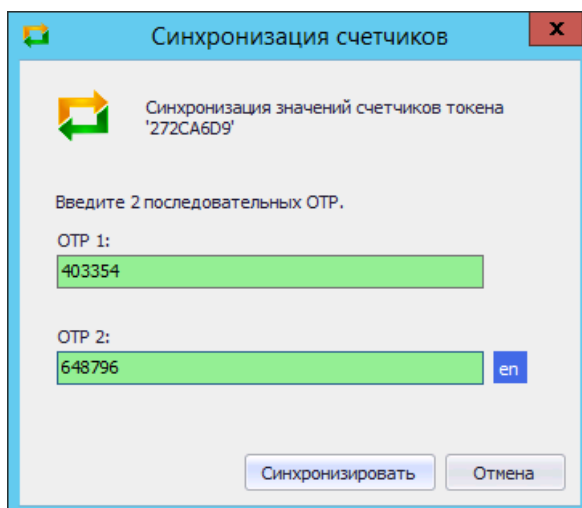 Синхронизация счетчиков
x
Синхронизация значений счетчиков токена
'272CA6D9'
Введите 2 последовательных OTP.
OTP 1:
403354
OTP 2:
648796
en
Синхронизировать Отмена